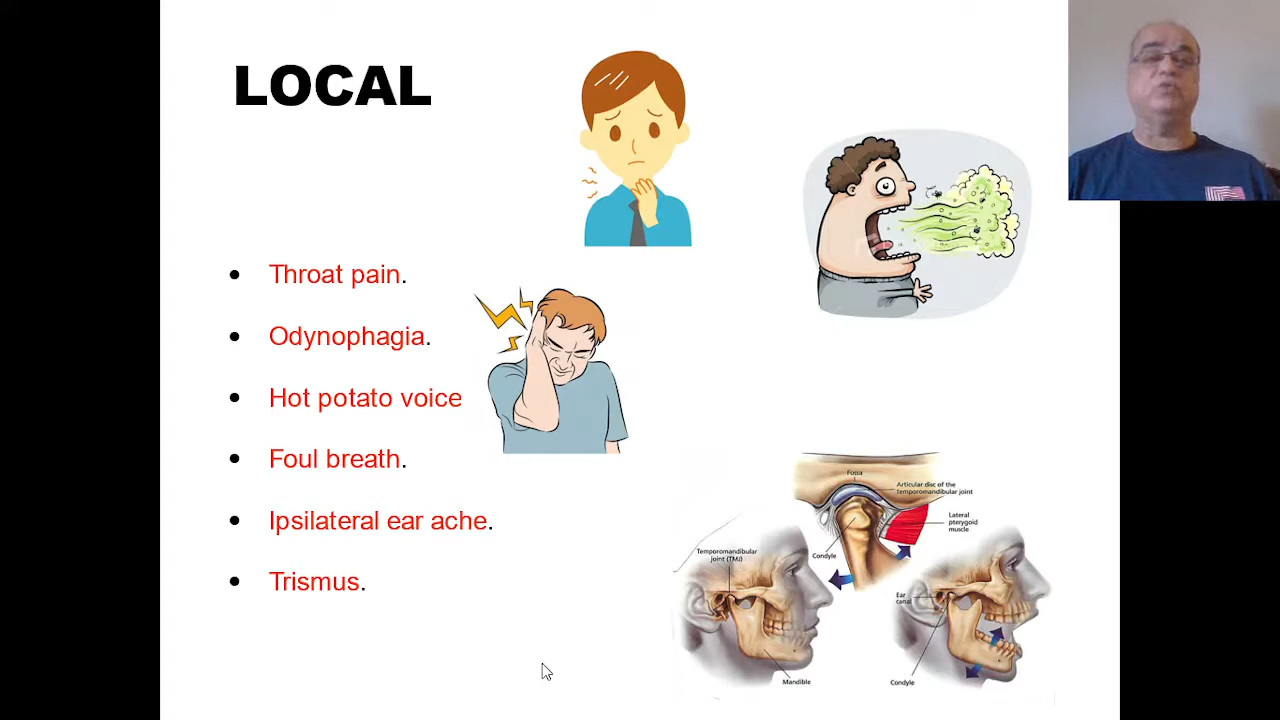 LOCAL
• Throat pain.
• Odynophagia.
• Hot potato voice
• Foul breath.
• Ipsilateral ear ache.
• Trismus.
Fossa
Articular disc of the
temporomandibular joint
Lateral
pterygoid
muscle
Condyle
Temporomandibular
joint (TMJ)
Ear
canal
Mandible
Condyle